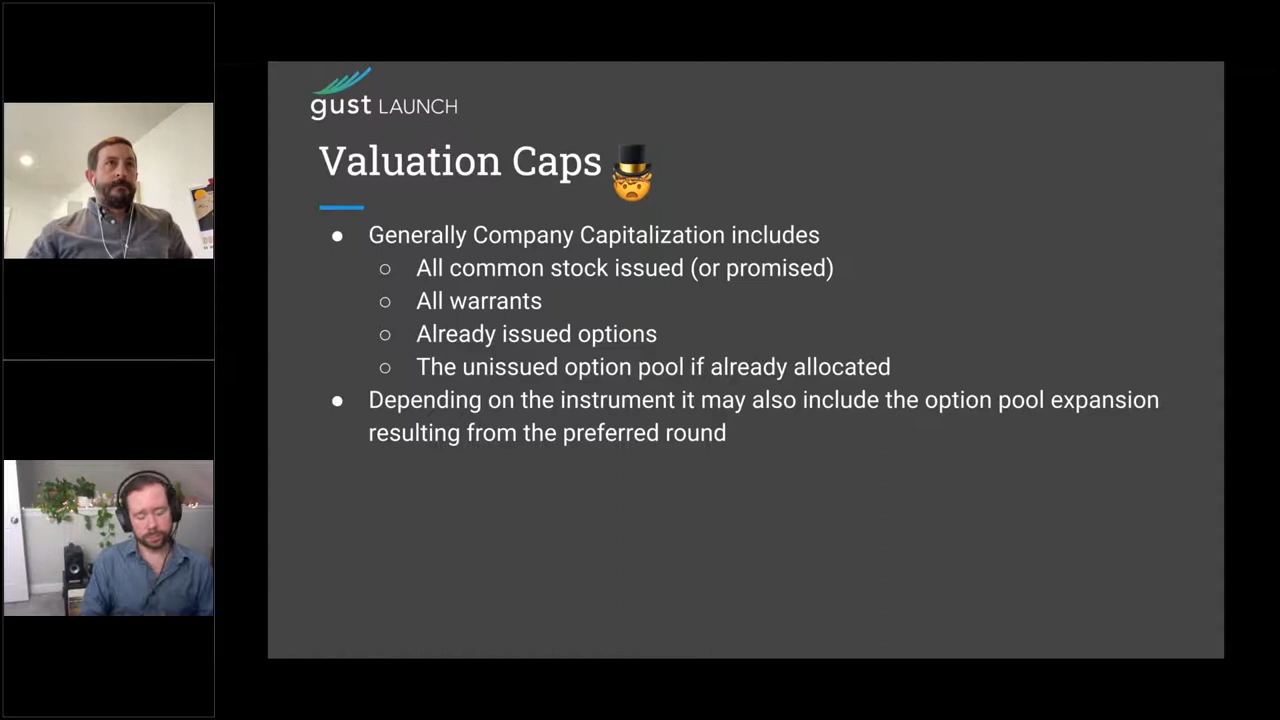 gust LAUNCH
Valuation Caps
Generally Company Capitalization includes
All common stock issued (or promised)
All warrants
Already issued options
The unissued option pool if already allocated
Depending on the instrument it may also include the option pool expansion
resulting from the preferred round